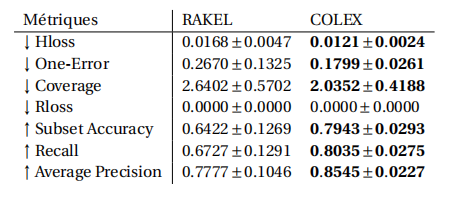 Métriques RAKEL COLEX
↓ Hloss 0.0168±0.0047 0.0121±0.0024
↓ One-Error 0.2670±0.1325 0.1799±0.0261
↓ Coverage 2.6402±0.5702 2.0352±0.4188
↓ Rloss 0.0000±0.0000 0.0000±0.0000
↑ Subset Accuracy 0.6422±0.1269 0.7943±0.0293
↑ Recall 0.6727±0.1291 0.8035±0.0275
↑ Average Precision 0.7777±0.1046 0.8545±0.0227